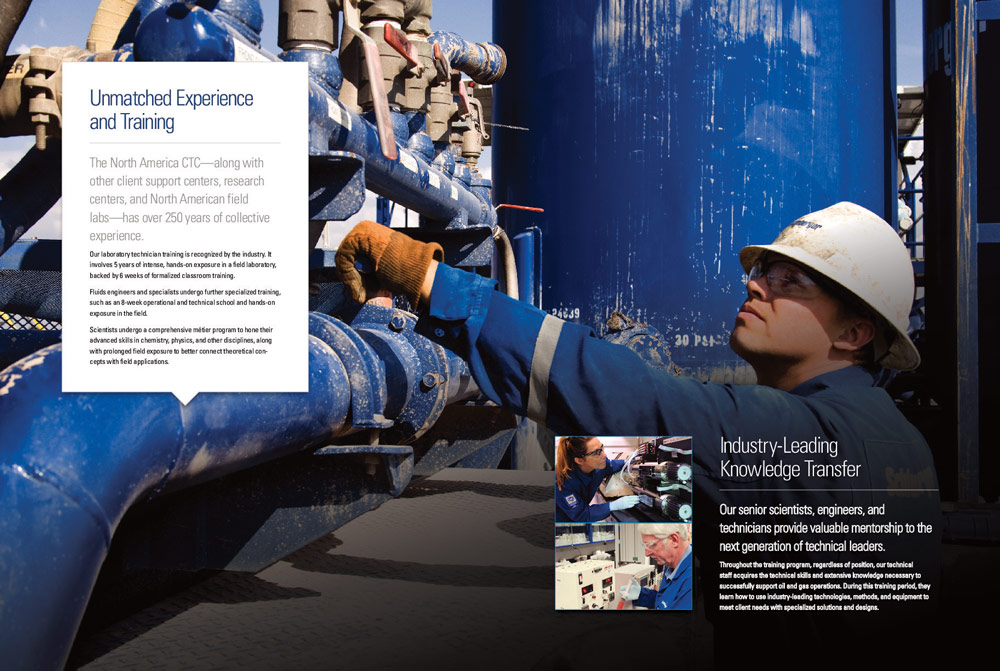 Unmatched Experience
and Training
The North America CTC—along with
other client support centers, research
centers, and North American field
labs—has over 250 years of collective
experience.
Our laboratory technician training is recognized by the industry. It
involves 5 years of intense, hands-on exposure in a field laboratory,
backed by 6 weeks of formalized classroom training.
Fluids engineers and specialists undergo further specialized training,
such as an 8-week operational and technical school and hands-on
exposure in the field.
Scientists undergo a comprehensive métier program to hone their
advanced skills in chemistry, physics, and other disciplines, along
with prolonged field exposure to better connect theoretical con-
cepts with field applications.
30 PSI
Industry-Leading
Knowledge Transfer
Our senior scientists, engineers, and
technicians provide valuable mentorship to the
next generation of technical leaders.
Throughout the training program, regardless of position, our technical
staff acquires the technical skills and extensive knowledge necessary to
successfully support oil and gas operations. During this training period, they
learn how to use industry-leading technologies, methods, and equipment to
meet client needs with specialized solutions and designs.